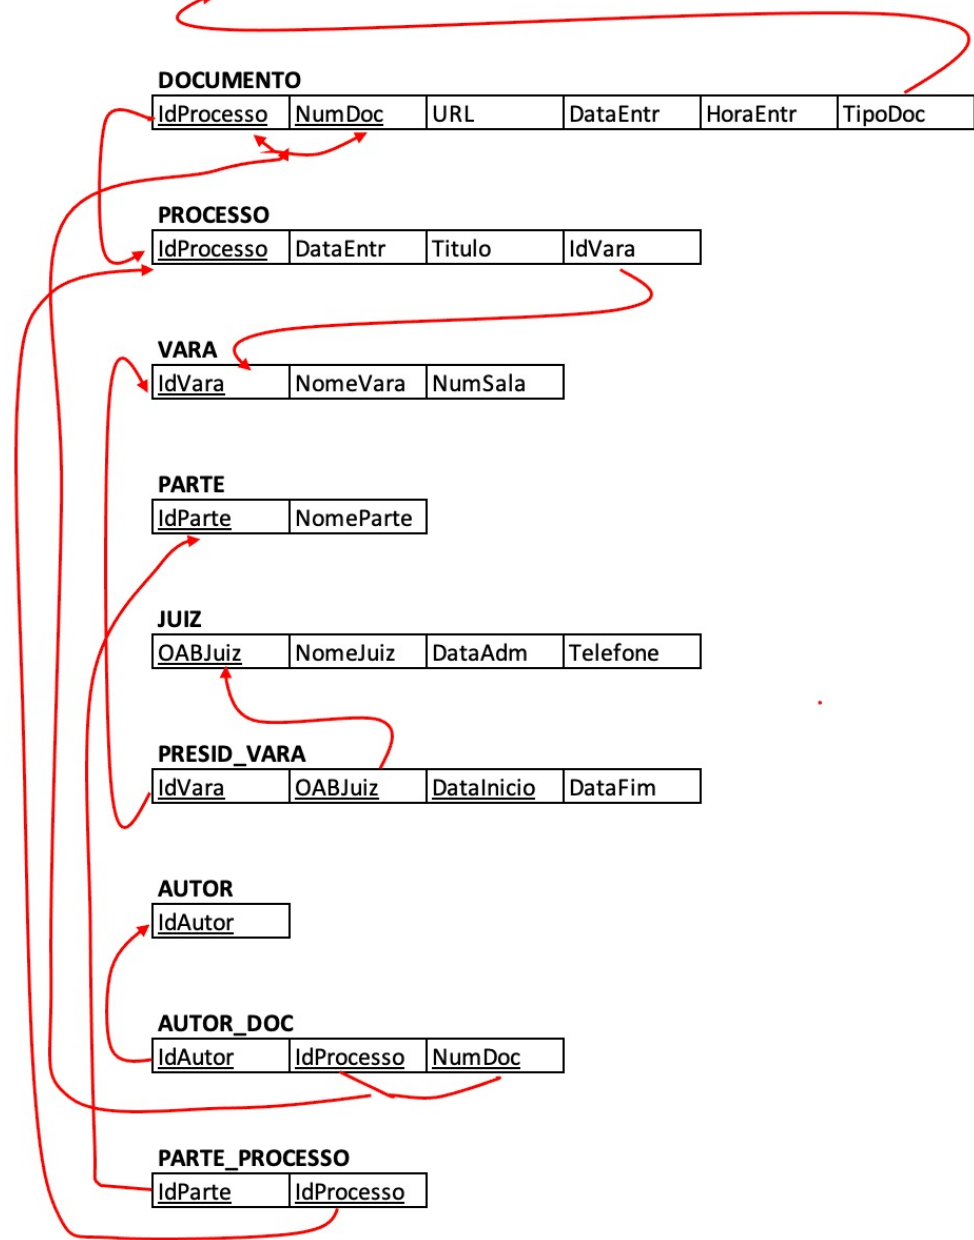 DOCUMENTO
IdProcesso NumDoc URL DataEntr HoraEntr TipoDoc
PROCESSO
IdProcesso DataEntr Titulo IdVara
VARA
IdVara NomeVara NumSala
PARTE
IdParte NomeParte
JUIZ
OABJuiz NomeJuiz DataAdm Telefone
PRESID_VARA
IdVara OABJuiz DataInicio DataFim
AUTOR
IdAutor
AUTOR_DOC
IdAutor IdProcesso NumDoc
PARTE_PROCESSO
IdParte IdProcesso